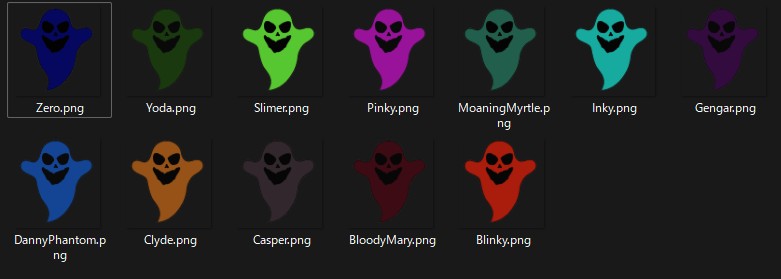 Zero.png
Yoda.png
Slimer.png
Pinky.png
MoaningMyrtle.p
ng
Inky.png
Gengar.png
DannyPhantom.p
ng
Clyde.png
Casper.png
BloodyMary.png
Blinky.png